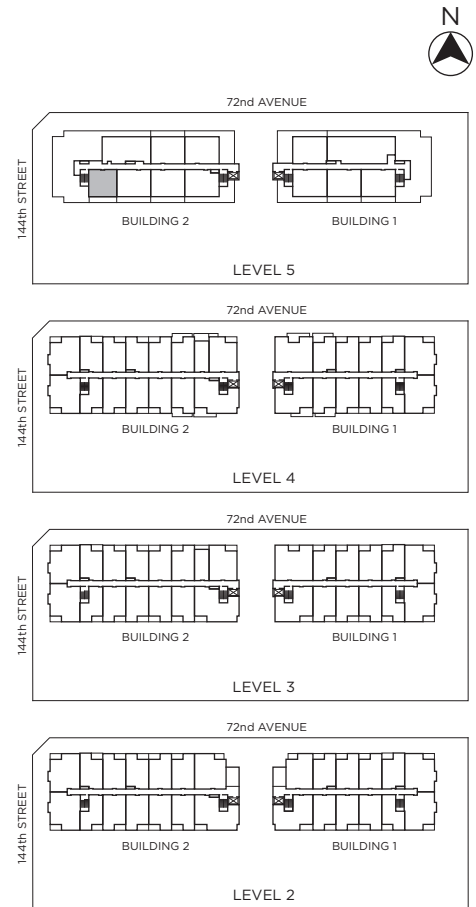 N
72nd AVENUE
144th STREET
BUILDING 2
BUILDING 1
LEVEL 5
72nd AVENUE
144th STREET
BUILDING 2
BUILDING 1
LEVEL 4
72nd AVENUE
144th STREET
BUILDING 2
BUILDING 1
LEVEL 3
72nd AVENUE
144th STREET
BUILDING 2
BUILDING 1
LEVEL 2